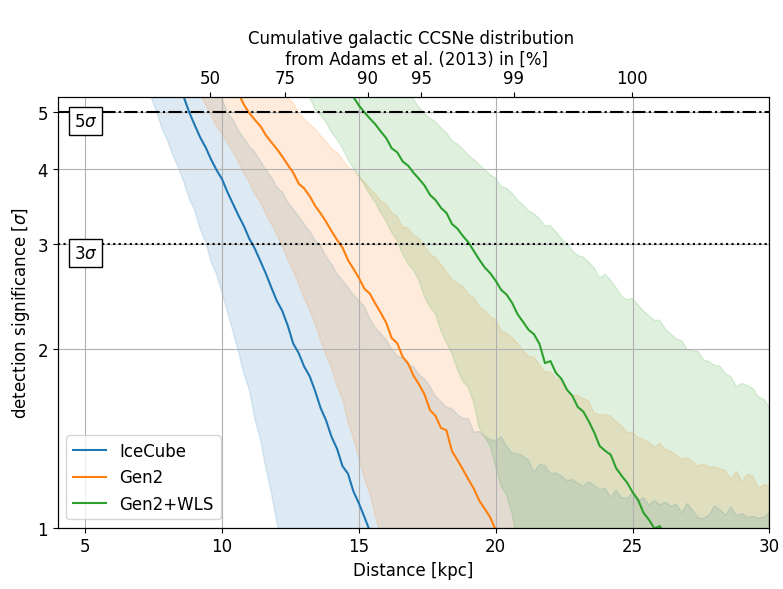 Cumulative galactic CCSNe distribution
from Adams et al. (2013) in [%]
50 75 90 95 99 100
detection significance [σ]
5
4
3
2
1
5σ
3σ
IceCube
Gen2
Gen2+WLS
5 10 15 20 25 30
Distance [kpc]